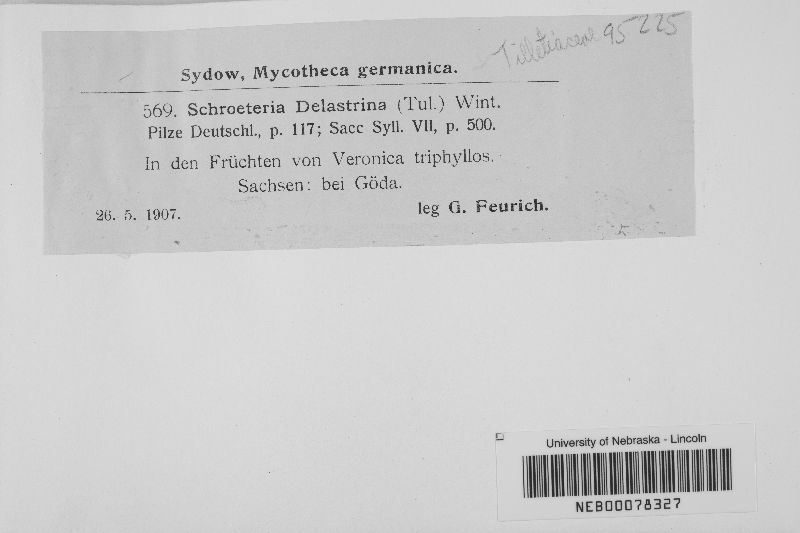 Tilletiaceae 95225
Sydow, Mycotheca germanica.
569. Schroeteria Delastrina (Tul.) Wint.
Pilze Deutschl., p. 117; Sacc Syll. VII, p. 500.
In den Früchten von Veronica triphyllos.
Sachsen: bei Göda.
26. 5. 1907. leg G. Feurich.
University of Nebraska - Lincoln
NEB00078327